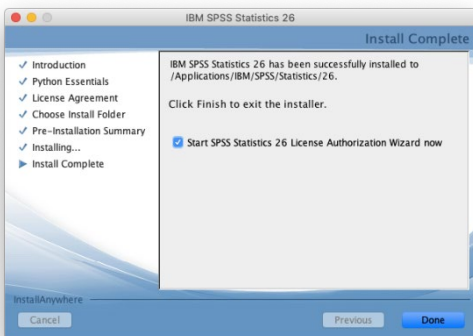 IBM SPSS Statistics 26
Install Complete
Introduction
Python Essentials
License Agreement
Choose Install Folder
Pre-Installation Summary
Installing...
Install Complete
IBM SPSS Statistics 26 has been successfully installed to
/Applications/IBM/SPSS/Statistics/26.
Click Finish to exit the installer.
Start SPSS Statistics 26 License Authorization Wizard now
InstallAnywhere
Cancel
Previous
Done